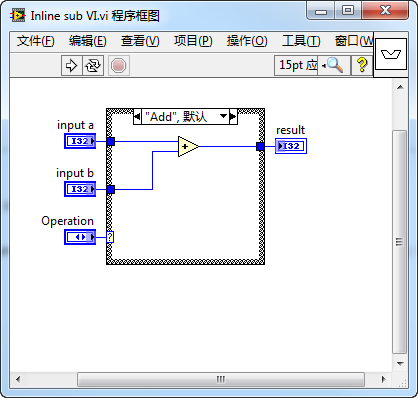 Inline sub VI.vi 程序框图
文件(F) 编辑(E) 查看(V) 项目(P) 操作(O) 工具(T) 窗口(W
15pt 应
?
"Add", 默认
input a
I32
result
I32
input b
I32
Operation
?